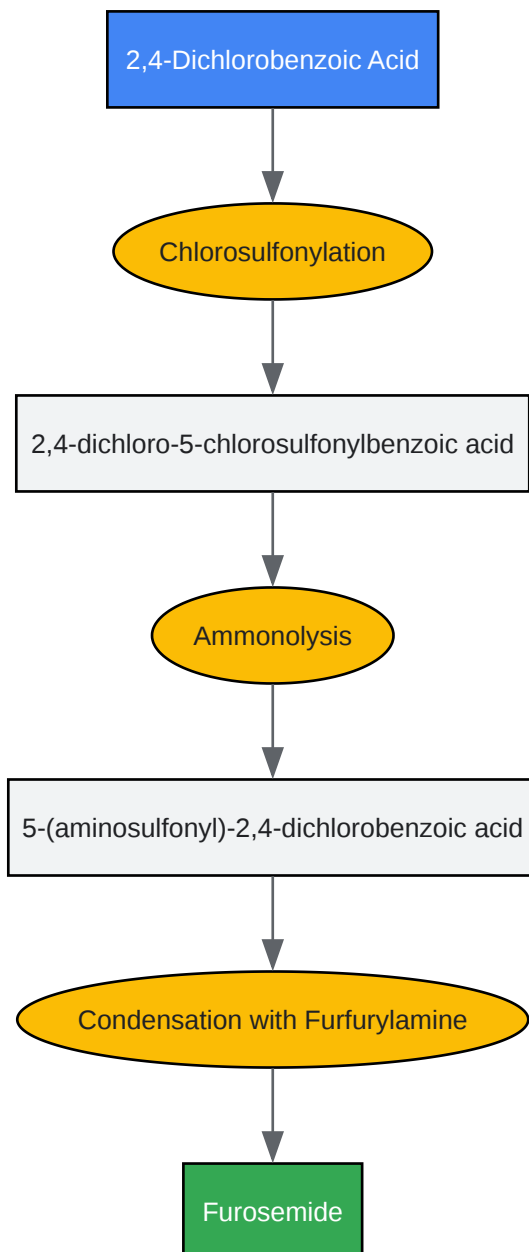 2,4-Dichlorobenzoic Acid
Chlorosulfonylation
2,4-dichloro-5-chlorosulfonylbenzoic acid
Ammonolysis
5-(aminosulfonyl)-2,4-dichlorobenzoic acid
Condensation with Furfurylamine
Furosemide